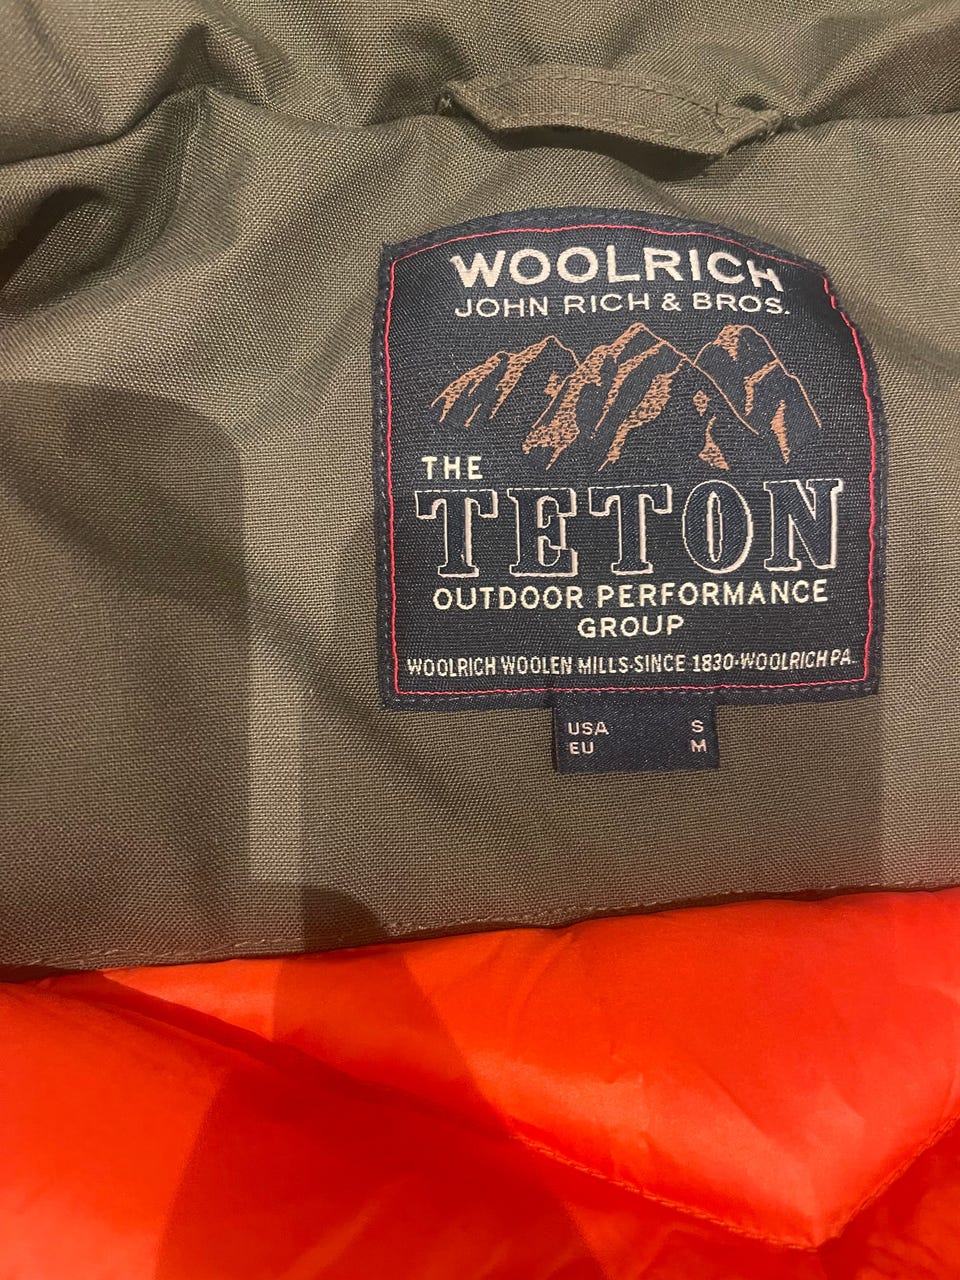 WOOLRICH
JOHN RICH & BROS.
THE
TETON
OUTDOOR PERFORMANCE
GROUP
WOOLRICH WOOLEN MILLS·SINCE 1830·WOOLRICH PA.
USA S
EU M